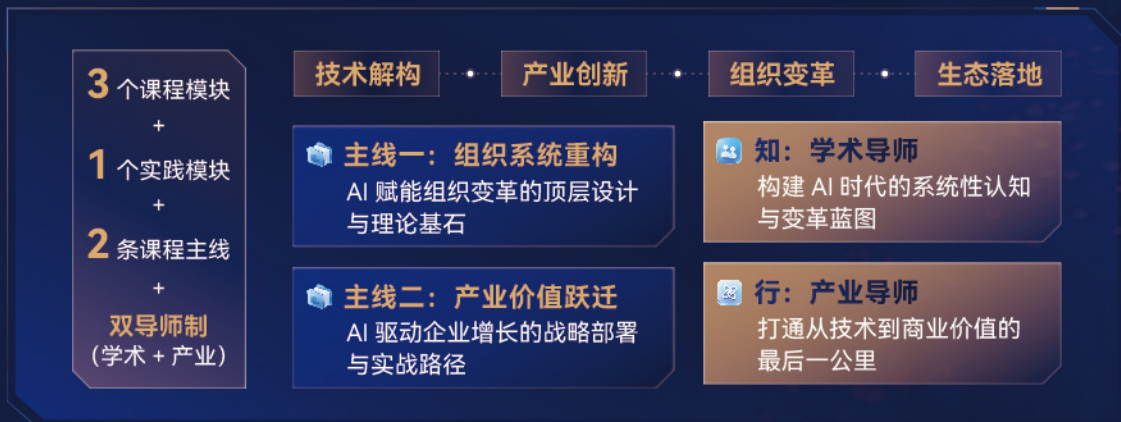 3 个课程模块
+
1 个实践模块
+
2 条课程主线
+
双导师制
(学术 + 产业)
技术解构
产业创新
组织变革
生态落地
主线一：组织系统重构
AI 赋能组织变革的顶层设计
与理论基石
知：学术导师
构建 AI 时代的系统性认知
与变革蓝图
主线二：产业价值跃迁
AI 驱动企业增长的战略部署
与实战路径
行：产业导师
打通从技术到商业价值的
最后一公里